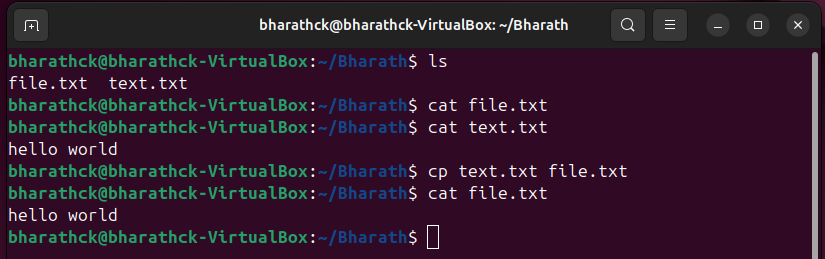 bharathck@bharathck-VirtualBox: ~/Bharath
bharathck@bharathck-VirtualBox:~/Bharath$ ls
file.txt  text.txt
bharathck@bharathck-VirtualBox:~/Bharath$ cat file.txt
bharathck@bharathck-VirtualBox:~/Bharath$ cat text.txt
hello world
bharathck@bharathck-VirtualBox:~/Bharath$ cp text.txt file.txt
bharathck@bharathck-VirtualBox:~/Bharath$ cat file.txt
hello world
bharathck@bharathck-VirtualBox:~/Bharath$